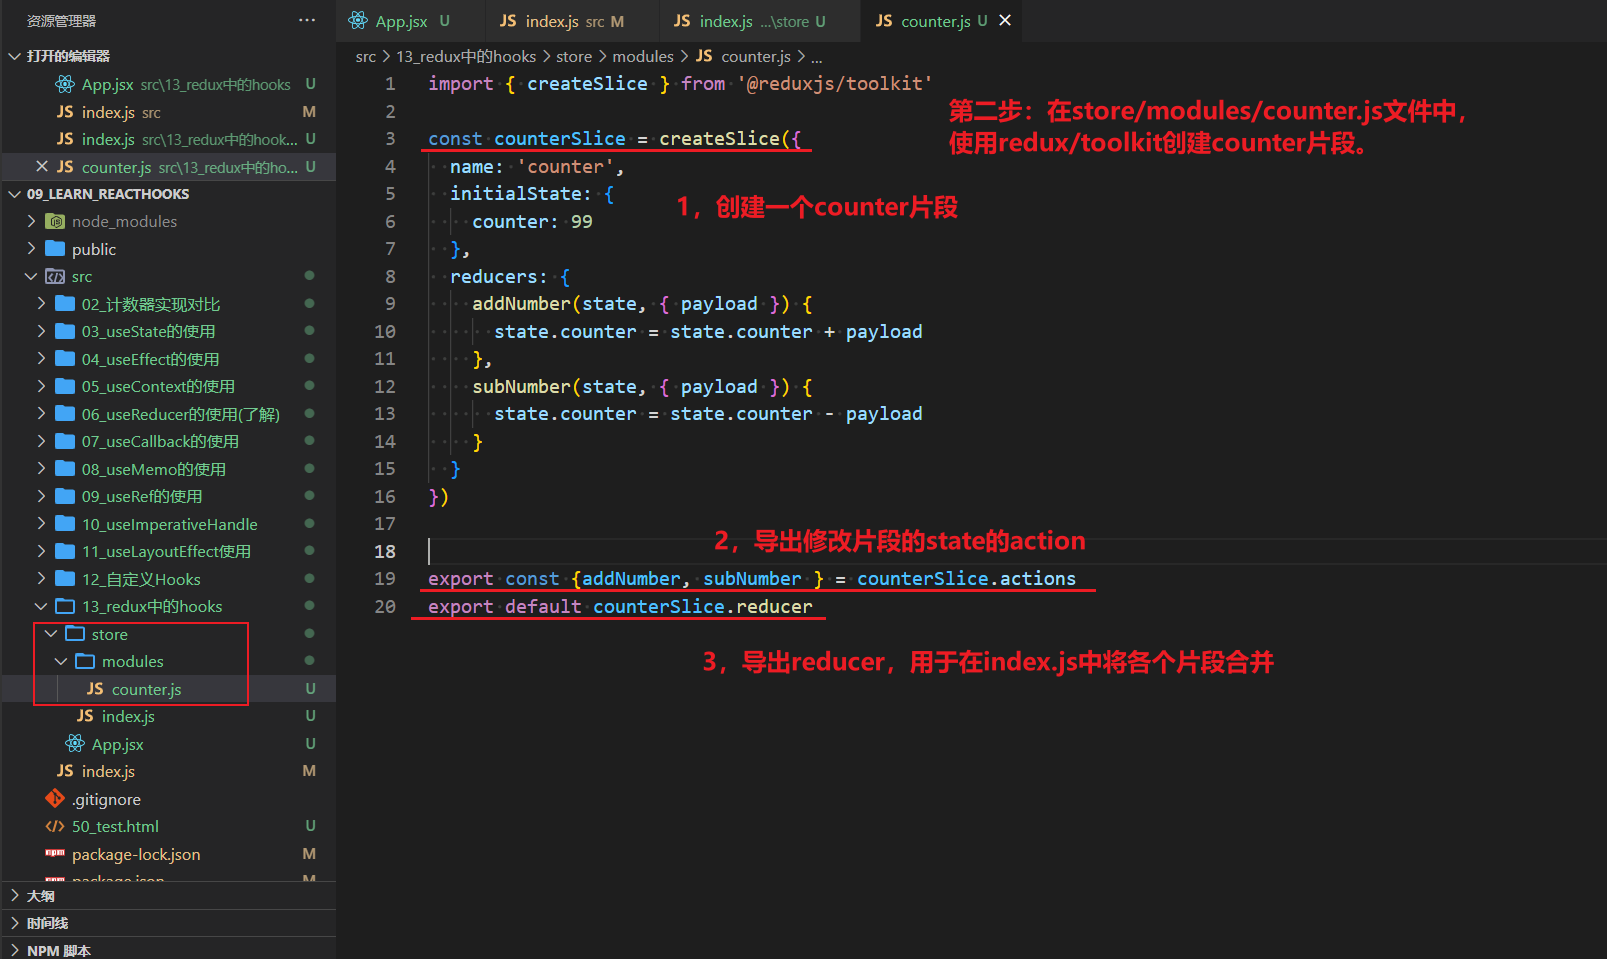 资源管理器 ···
打开的编辑器
App.jsx src\13_redux中的hooks U
index.js src M
index.js src\13_redux中的hook... U
counter.js src\13_redux中的ho... U
09_LEARN_REACTHOOKS
node_modules
public
src
02_计数器实现对比
03_useState的使用
04_useEffect的使用
05_useContext的使用
06_useReducer的使用(了解)
07_useCallback的使用
08_useMemo的使用
09_useRef的使用
10_useImperativeHandle
11_useLayoutEffect使用
12_自定义Hooks
13_redux中的hooks
store
modules
JS counter.js U
JS index.js U
App.jsx U
JS index.js M
.gitignore
50_test.html U
package-lock.json M
package.json M
大纲
时间线
NPM 脚本
App.jsx U JS index.js src M JS index.js ...\store U JS counter.js U
src > 13_redux中的hooks > store > modules > JS counter.js > ...
1 import { createSlice } from '@reduxjs/toolkit'
2
3 const counterSlice = createSlice({
4 name: 'counter',
5 initialState: {
6 counter: 99
7 },
8 reducers: {
9 addNumber(state, { payload }) {
10 state.counter = state.counter + payload
11 },
12 subNumber(state, { payload }) {
13 state.counter = state.counter - payload
14 }
15 }
16 })
17
18
19 export const {addNumber, subNumber } = counterSlice.actions
20 export default counterSlice.reducer
第二步：在store/modules/counter.js文件中，
使用redux/toolkit创建counter片段。
1，创建一个counter片段
2，导出修改片段的state的action
3，导出reducer，用于在index.js中将各个片段合并